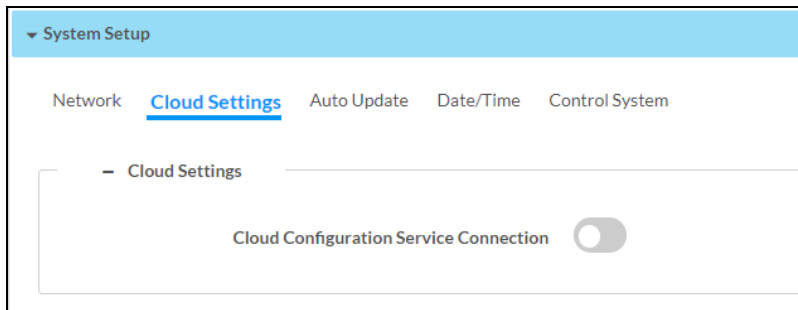 System Setup
Network Cloud Settings Auto Update Date/Time Control System
Cloud Settings
Cloud Configuration Service Connection